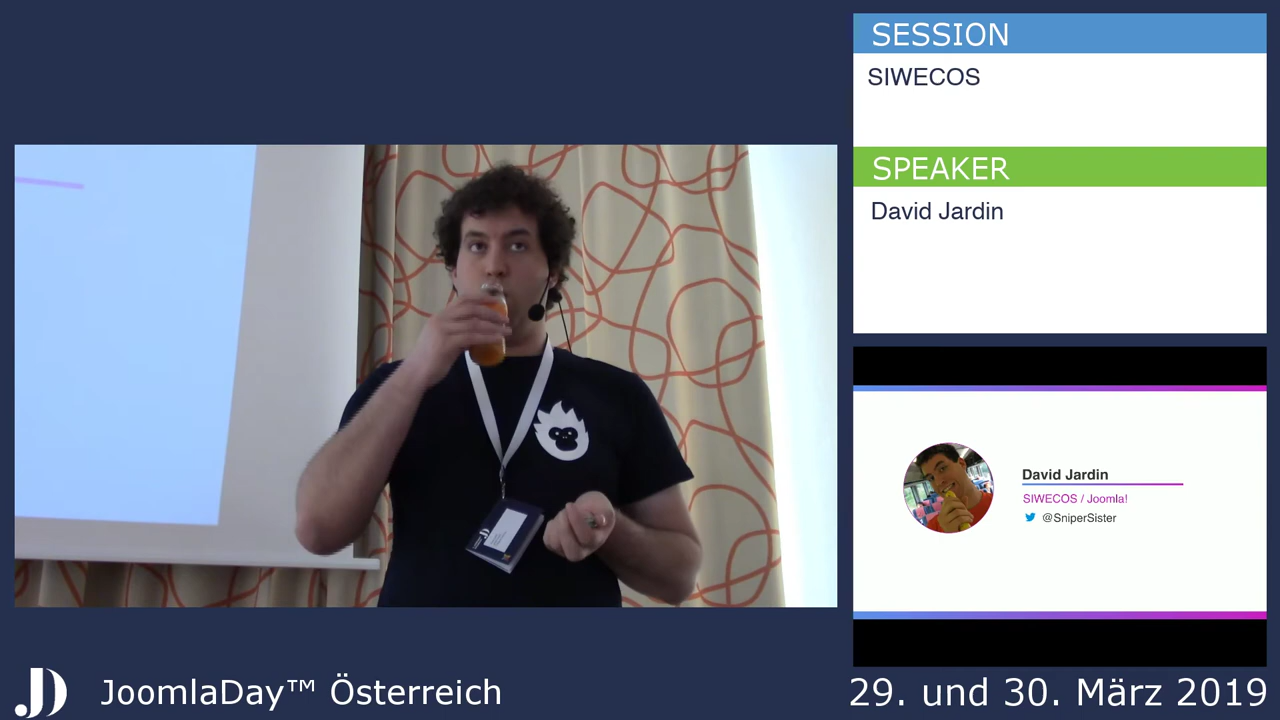 SESSION
SIWECOS
SPEAKER
David Jardin
David Jardin
SIWECOS / Joomla!
@SniperSister
JoomlaDay™ Österreich
29. und 30. März 2019